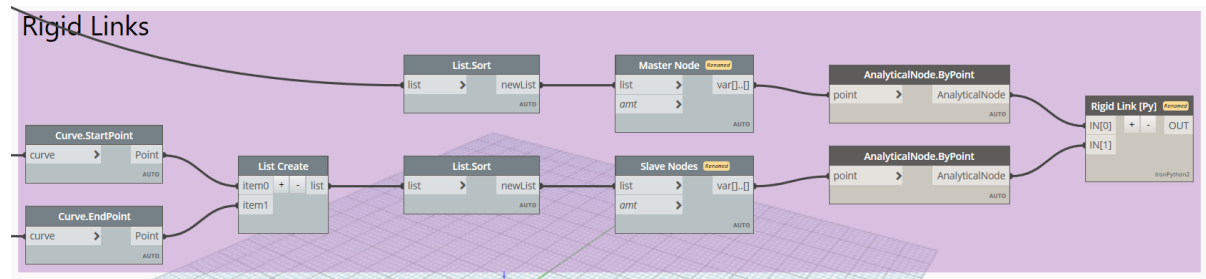 Rigid Links
List.Sort
list > newList
AUTO
Master Node Renamed
list > var[]..[]
amt >
AUTO
AnalyticalNode.ByPoint
point > AnalyticalNode
AUTO
Rigid Link [Py] Renamed
IN[0] + - OUT
IN[1]
IronPython2
Curve.StartPoint
curve > Point
AUTO
List Create
item0 + - list
item1
AUTO
List.Sort
list > newList
AUTO
Slave Nodes Renamed
list > var[]..[]
amt >
AUTO
AnalyticalNode.ByPoint
point > AnalyticalNode
AUTO
Curve.EndPoint
curve > Point
AUTO